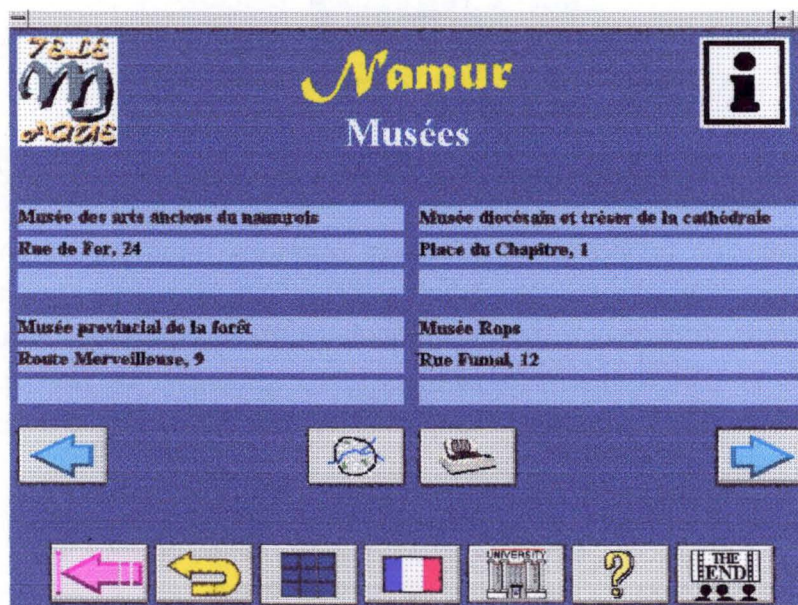 TELE
M
AQUIE
Namur
Musées
Musée des arts anciens du namurois
Rue de Fer, 24
Musée diocésain et trésor de la cathédrale
Place du Chapitre, 1
Musée provincial de la forêt
Route Merveilleuse, 9
Musée Rops
Rue Fumal, 12
UNIVERSITY
?
THE
END